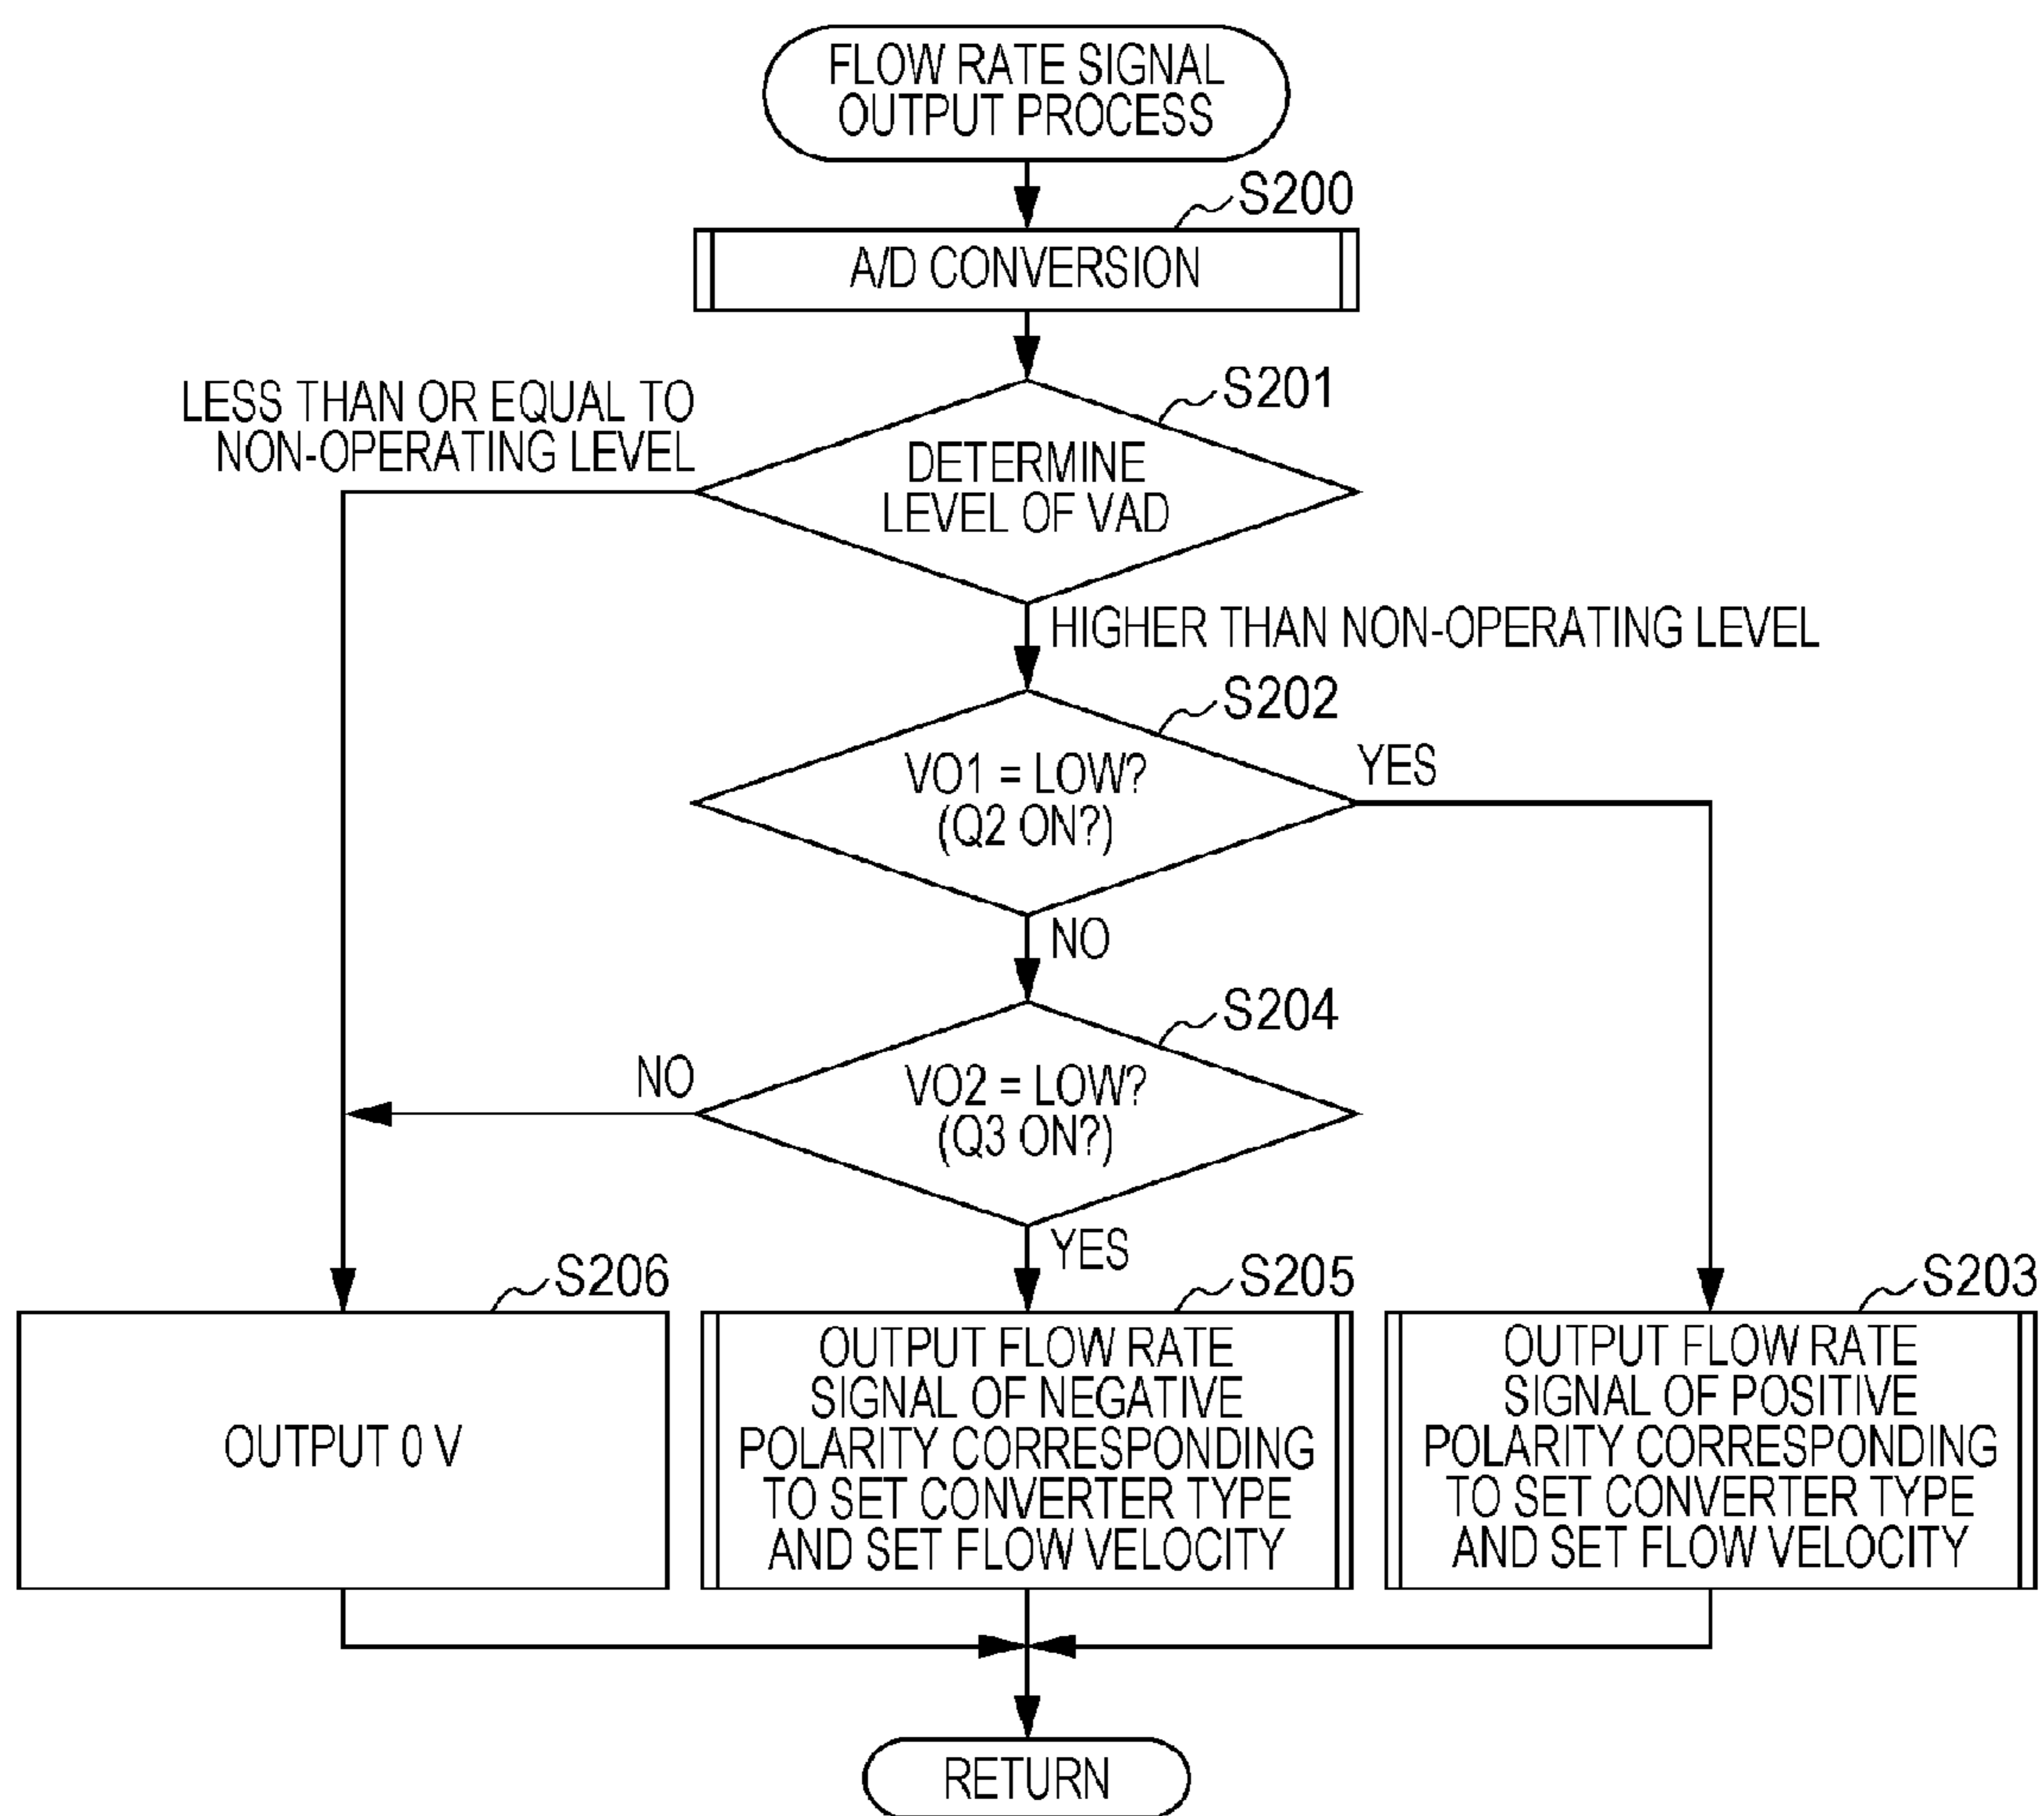 FLOW RATE SIGNAL
OUTPUT PROCESS
S200
A/D CONVERSION
S201
LESS THAN OR EQUAL TO
NON-OPERATING LEVEL
DETERMINE
LEVEL OF VAD
HIGHER THAN NON-OPERATING LEVEL
S202
VO1 = LOW?
(Q2 ON?)
YES
NO
S204
VO2 = LOW?
(Q3 ON?)
NO
YES
S206
OUTPUT 0 V
S205
OUTPUT FLOW RATE
SIGNAL OF NEGATIVE
POLARITY CORRESPONDING
TO SET CONVERTER TYPE
AND SET FLOW VELOCITY
S203
OUTPUT FLOW RATE
SIGNAL OF POSITIVE
POLARITY CORRESPONDING
TO SET CONVERTER TYPE
AND SET FLOW VELOCITY
RETURN